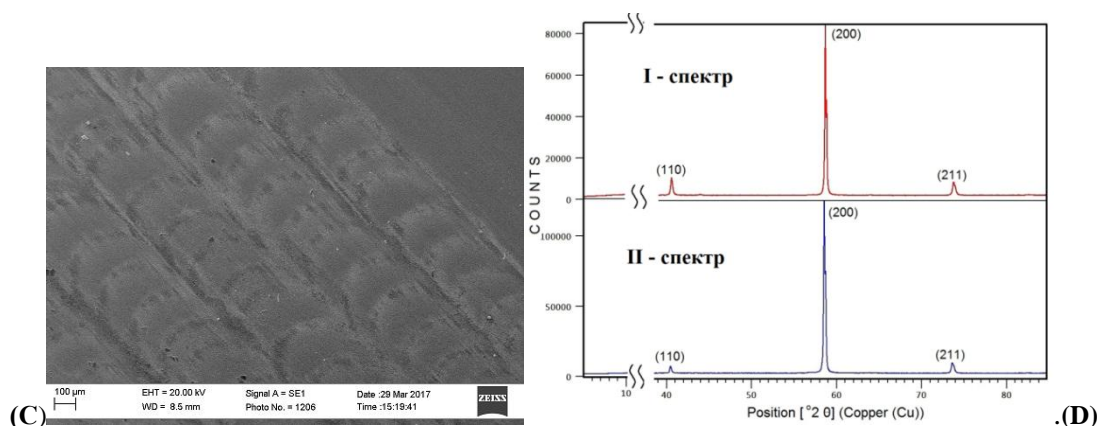 (C)
100 µm
EHT = 20.00 kV
WD = 8.5 mm
Signal A = SE1
Photo No. = 1206
Date :29 Mar 2017
Time :15:19:41
ZEISS
80000
60000
40000
20000
0
COUNTS
I - спектр
(110)
(200)
(211)
100000
50000
0
II - спектр
(110)
(200)
(211)
10 40 50 60 70 80
Position [°2 θ] (Copper (Cu))
.(D)